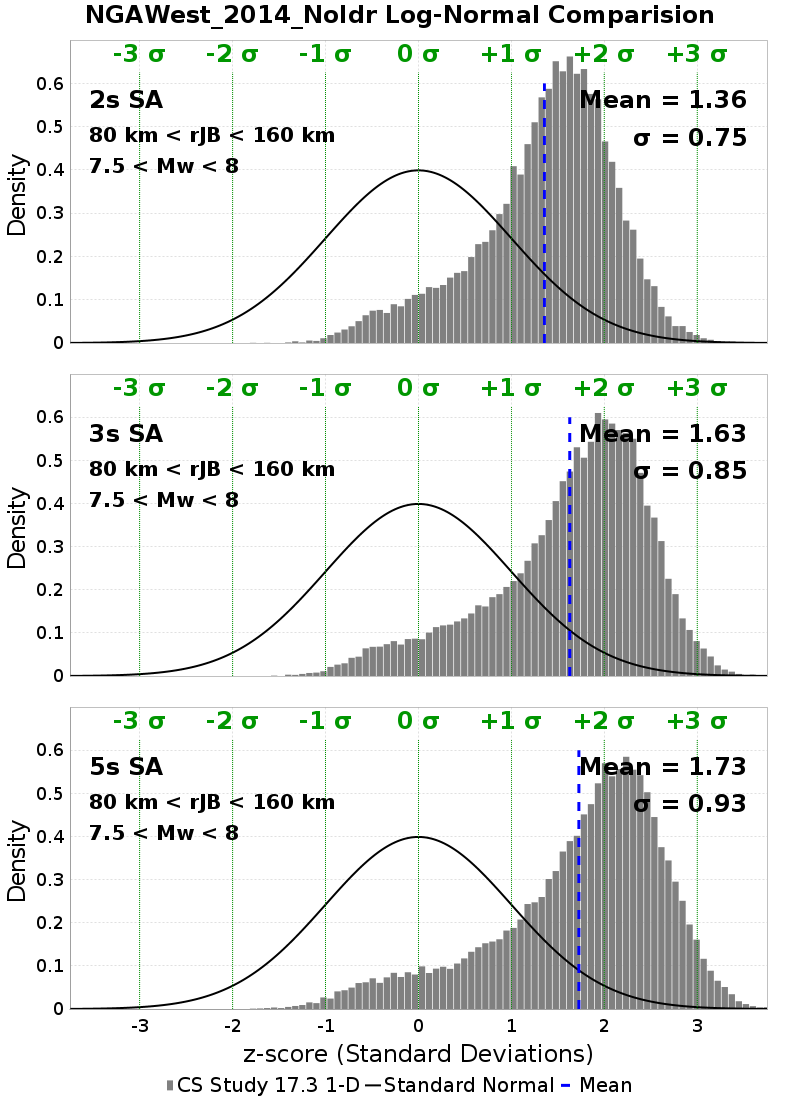 NGAWest_2014_NoIdr Log-Normal Comparision
-3 σ -2 σ -1 σ 0 σ +1 σ +2 σ +3 σ
2s SA
Mean = 1.36
80 km < rJB < 160 km
σ = 0.75
7.5 < Mw < 8
Density
0.6
0.5
0.4
0.3
0.2
0.1
0
-3 σ -2 σ -1 σ 0 σ +1 σ +2 σ +3 σ
3s SA
Mean = 1.63
80 km < rJB < 160 km
σ = 0.85
7.5 < Mw < 8
Density
0.6
0.5
0.4
0.3
0.2
0.1
0
-3 σ -2 σ -1 σ 0 σ +1 σ +2 σ +3 σ
5s SA
Mean = 1.73
80 km < rJB < 160 km
σ = 0.93
7.5 < Mw < 8
Density
0.6
0.5
0.4
0.3
0.2
0.1
0
-3 -2 -1 0 1 2 3
z-score (Standard Deviations)
CS Study 17.3 1-D Standard Normal Mean